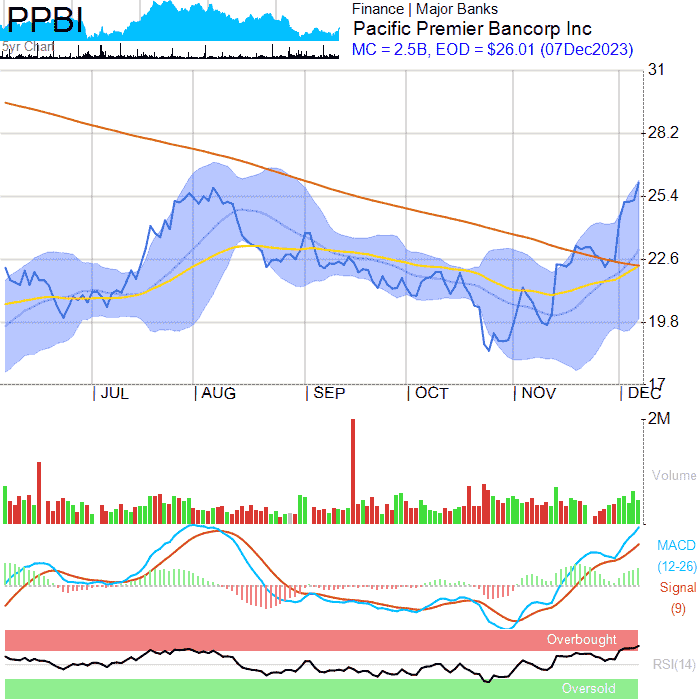 PPBI
5yr Chart
Finance | Major Banks
Pacific Premier Bancorp Inc
MC = 2.5B, EOD = $26.01 (07Dec2023)
31
28.2
25.4
22.6
19.8
17
JUL AUG SEP OCT NOV DEC
2M
Volume
MACD
(12-26)
Signal
(9)
Overbought
RSI(14)
Oversold